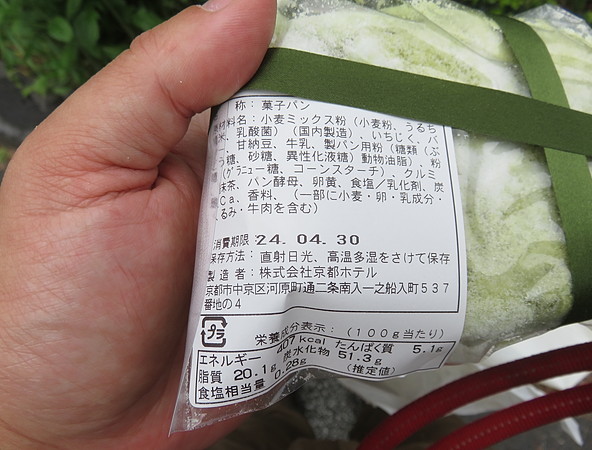 称：菓子パン
材料名：小麦ミックス粉（小麦粉、うるち
米、乳酸菌）（国内製造）、いちじく、バ
、甘納豆、牛乳、製パン用粉（糖類（ぶ
う糖、砂糖、異性化液糖）動物油脂）、粉
（グラニュー糖、コーンスターチ）、クルミ
抹茶、パン酵母、卵黄、食塩／乳化剤、炭
Ｃａ、香料、（一部に小麦・卵・乳成分・
るみ・牛肉を含む）
消費期限：24.04.30
保存方法：直射日光、高温多湿をさけて保存
製造者：株式会社京都ホテル
京都市中京区河原町通二条南入一之船入町５３７
番地の４
プラ
栄養成分表示：（１００ｇ当たり）
エネルギー 407kcal たんぱく質 5.1g
脂質 20.1g 炭水化物 51.3g
食塩相当量 0.28g （推定値）